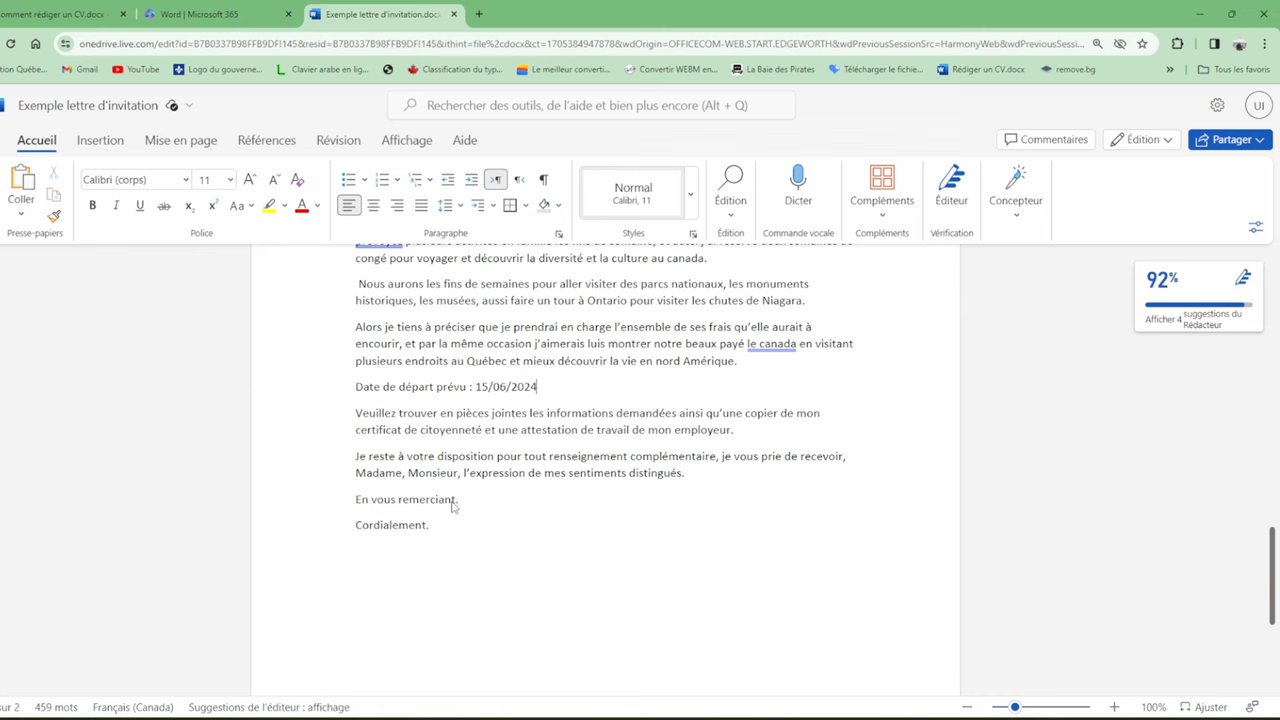 omment rédiger un CV.docx -
Word | Microsoft 365
Exemple lettre d'invitation.docx
onedrive.live.com/edit?id=B7B0337B98FFB9DF!145&resid=B7B0337B98FFB9DF!145&ithint=file%2cdocx&ct=1705384947878&wdOrigin=OFFICECOM-WEB.START.EDGEWORTH&wdPreviousSessionSrc=HarmonyWeb&wdPreviousSessi...
tion Québe...
Gmail
YouTube
Logo du gouverne...
Clavier arabe en lig...
Classification du typ...
Le meilleur converti...
Convertir WEBM en...
La Baie des Pirates
Télécharger le fichie...
Rédiger un CV.docx
remove.bg
Tous les favoris
Exemple lettre d'invitation
Rechercher des outils, de l'aide et bien plus encore (Alt + Q)
UI
Accueil
Insertion
Mise en page
Références
Révision
Affichage
Aide
Commentaires
Édition
Partager
Coller
Presse-papiers
Calibri (corps)
11
Police
Paragraphe
Normal
Calibri, 11
Styles
Édition
Édition
Dicter
Commande vocale
Compléments
Compléments
Éditeur
Vérification
Concepteur
congé pour voyager et découvrir la diversité et la culture au canada.
Nous aurons les fins de semaines pour aller visiter des parcs nationaux, les monuments
historiques, les musées, aussi faire un tour à Ontario pour visiter les chutes de Niagara.
Alors je tiens à préciser que je prendrai en charge l'ensemble de ses frais qu'elle aurait à
encourir, et par la même occasion j'aimerais luis montrer notre beaux payé le canada en visitant
plusieurs endroits au Québec et mieux découvrir la vie en nord Amérique.
Date de départ prévu : 15/06/2024
Veuillez trouver en pièces jointes les informations demandées ainsi qu'une copier de mon
certificat de citoyenneté et une attestation de travail de mon employeur.
Je reste à votre disposition pour tout renseignement complémentaire, je vous prie de recevoir,
Madame, Monsieur, l'expression de mes sentiments distingués.
En vous remerciant.
Cordialement.
92%
Afficher 4 suggestions du
Rédacteur
sur 2
459 mots
Français (Canada)
Suggestions de l'éditeur : affichage
100%
Ajuster